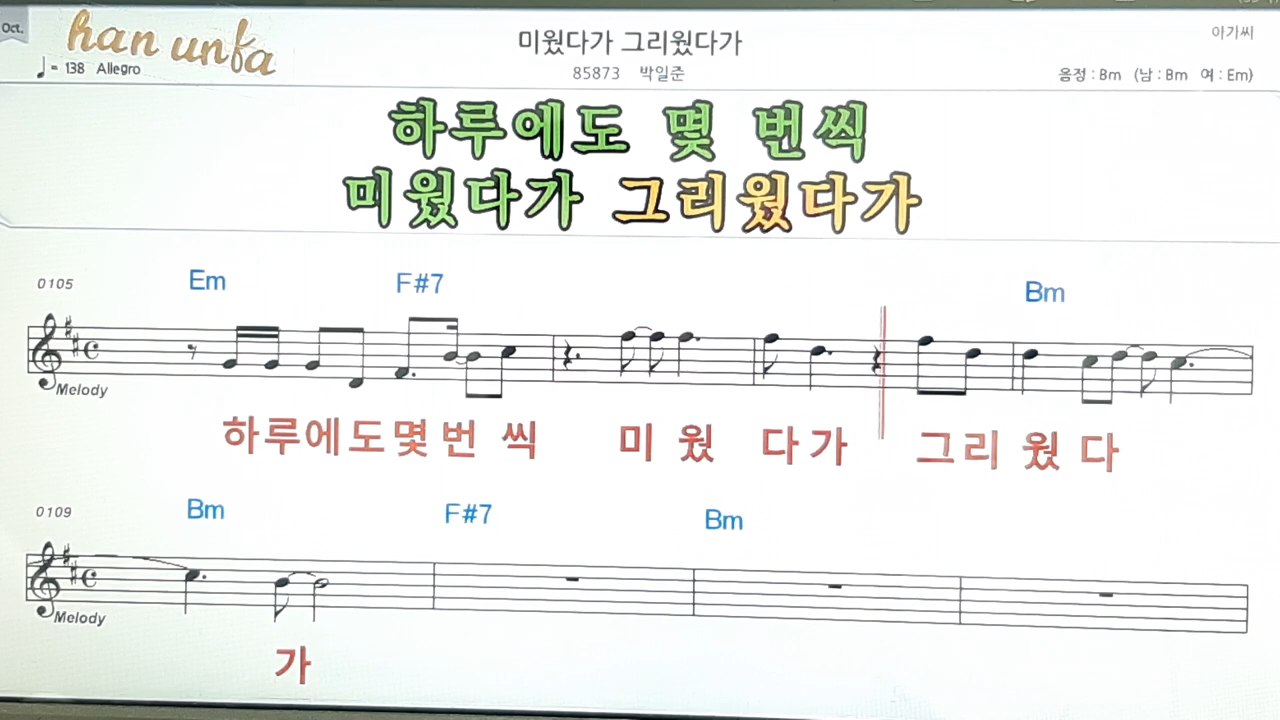 Oct.
han unfa
♩= 138 Allegro
미웠다가 그리웠다가
85873 박일준
아기씨
음정 : Bm (남 : Bm 여 : Em)
하루에도 몇 번씩
미웠다가 그리웠다가
0105
Em F#7 Bm
Melody
하루에도몇번 씩 미 웠 다가 그리 웠 다
0109
Bm F#7 Bm
Melody
가